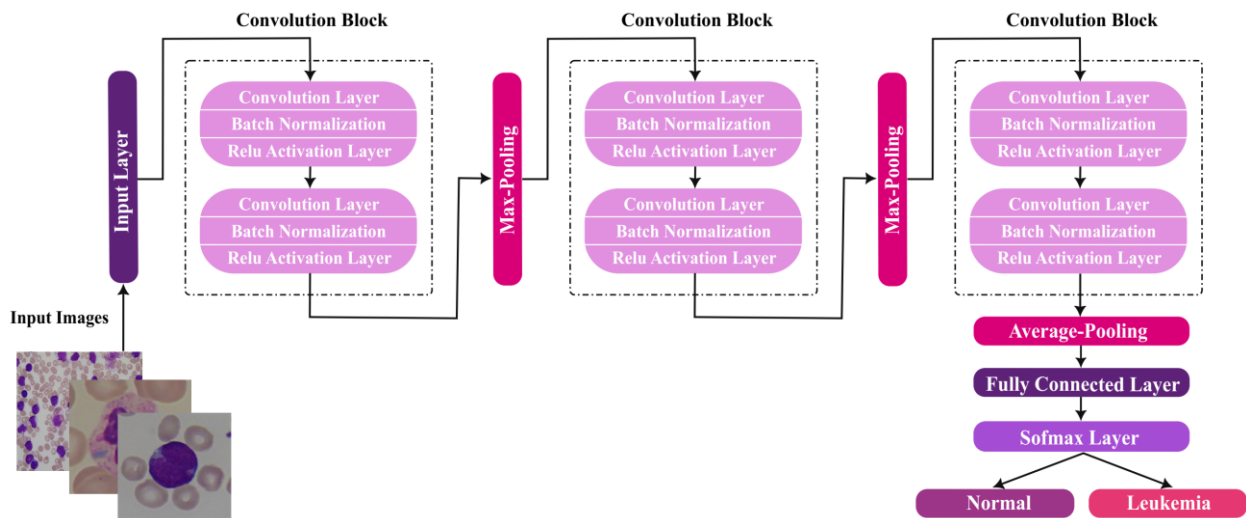 Convolution Block
Convolution Block
Convolution Block
Input Layer
Convolution Layer
Batch Normalization
Relu Activation Layer
Convolution Layer
Batch Normalization
Relu Activation Layer
Max-Pooling
Convolution Layer
Batch Normalization
Relu Activation Layer
Convolution Layer
Batch Normalization
Relu Activation Layer
Max-Pooling
Convolution Layer
Batch Normalization
Relu Activation Layer
Convolution Layer
Batch Normalization
Relu Activation Layer
Input Images
Average-Pooling
Fully Connected Layer
Sofmax Layer
Normal
Leukemia